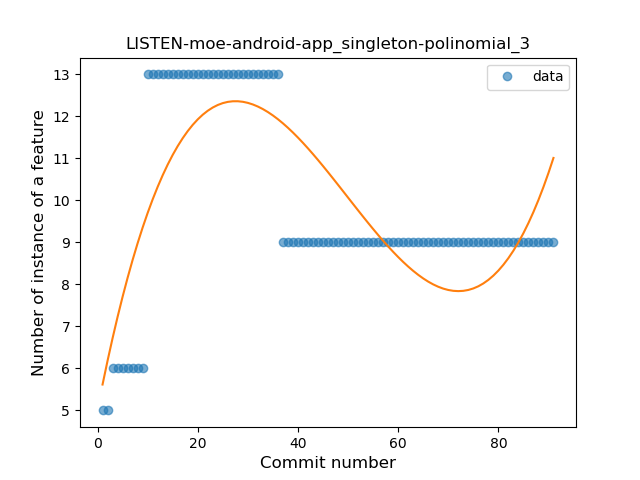 LISTEN-moe-android-app_singleton-polinomial_3
data
Number of instance of a feature
13
12
11
10
9
8
7
6
5
0 20 40 60 80
Commit number